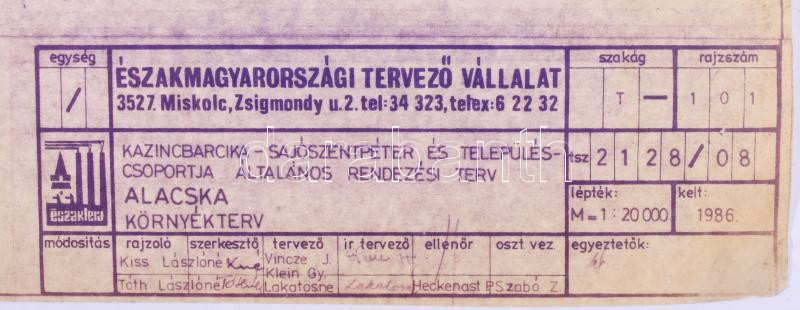 egység
/
ÉSZAKMAGYARORSZÁGI TERVEZŐ VÁLLALAT
3527. Miskolc, Zsigmondy u. 2. tel: 34 323, telex: 6 22 32
szakág
T —
rajzszám
101
északterv
KAZINCBARCIKA - SAJÓSZENTPÉTER ÉS TELEPÜLÉS-
CSOPORTJA ÁLTALÁNOS RENDEZÉSI TERV
ALACSKA
KÖRNYÉKTERV
tsz 2128/08
lépték:
M = 1 : 20 000
kelt:
1986.
módosítás
rajzoló szerkesztő tervező ir. tervező ellenőr oszt vez
egyeztetők:
Kiss Lászlóné Vincze J.
Klein Gy.
Tóth Lászlóné Lakatosne Heckenast P. Szabó Z.
darabanth